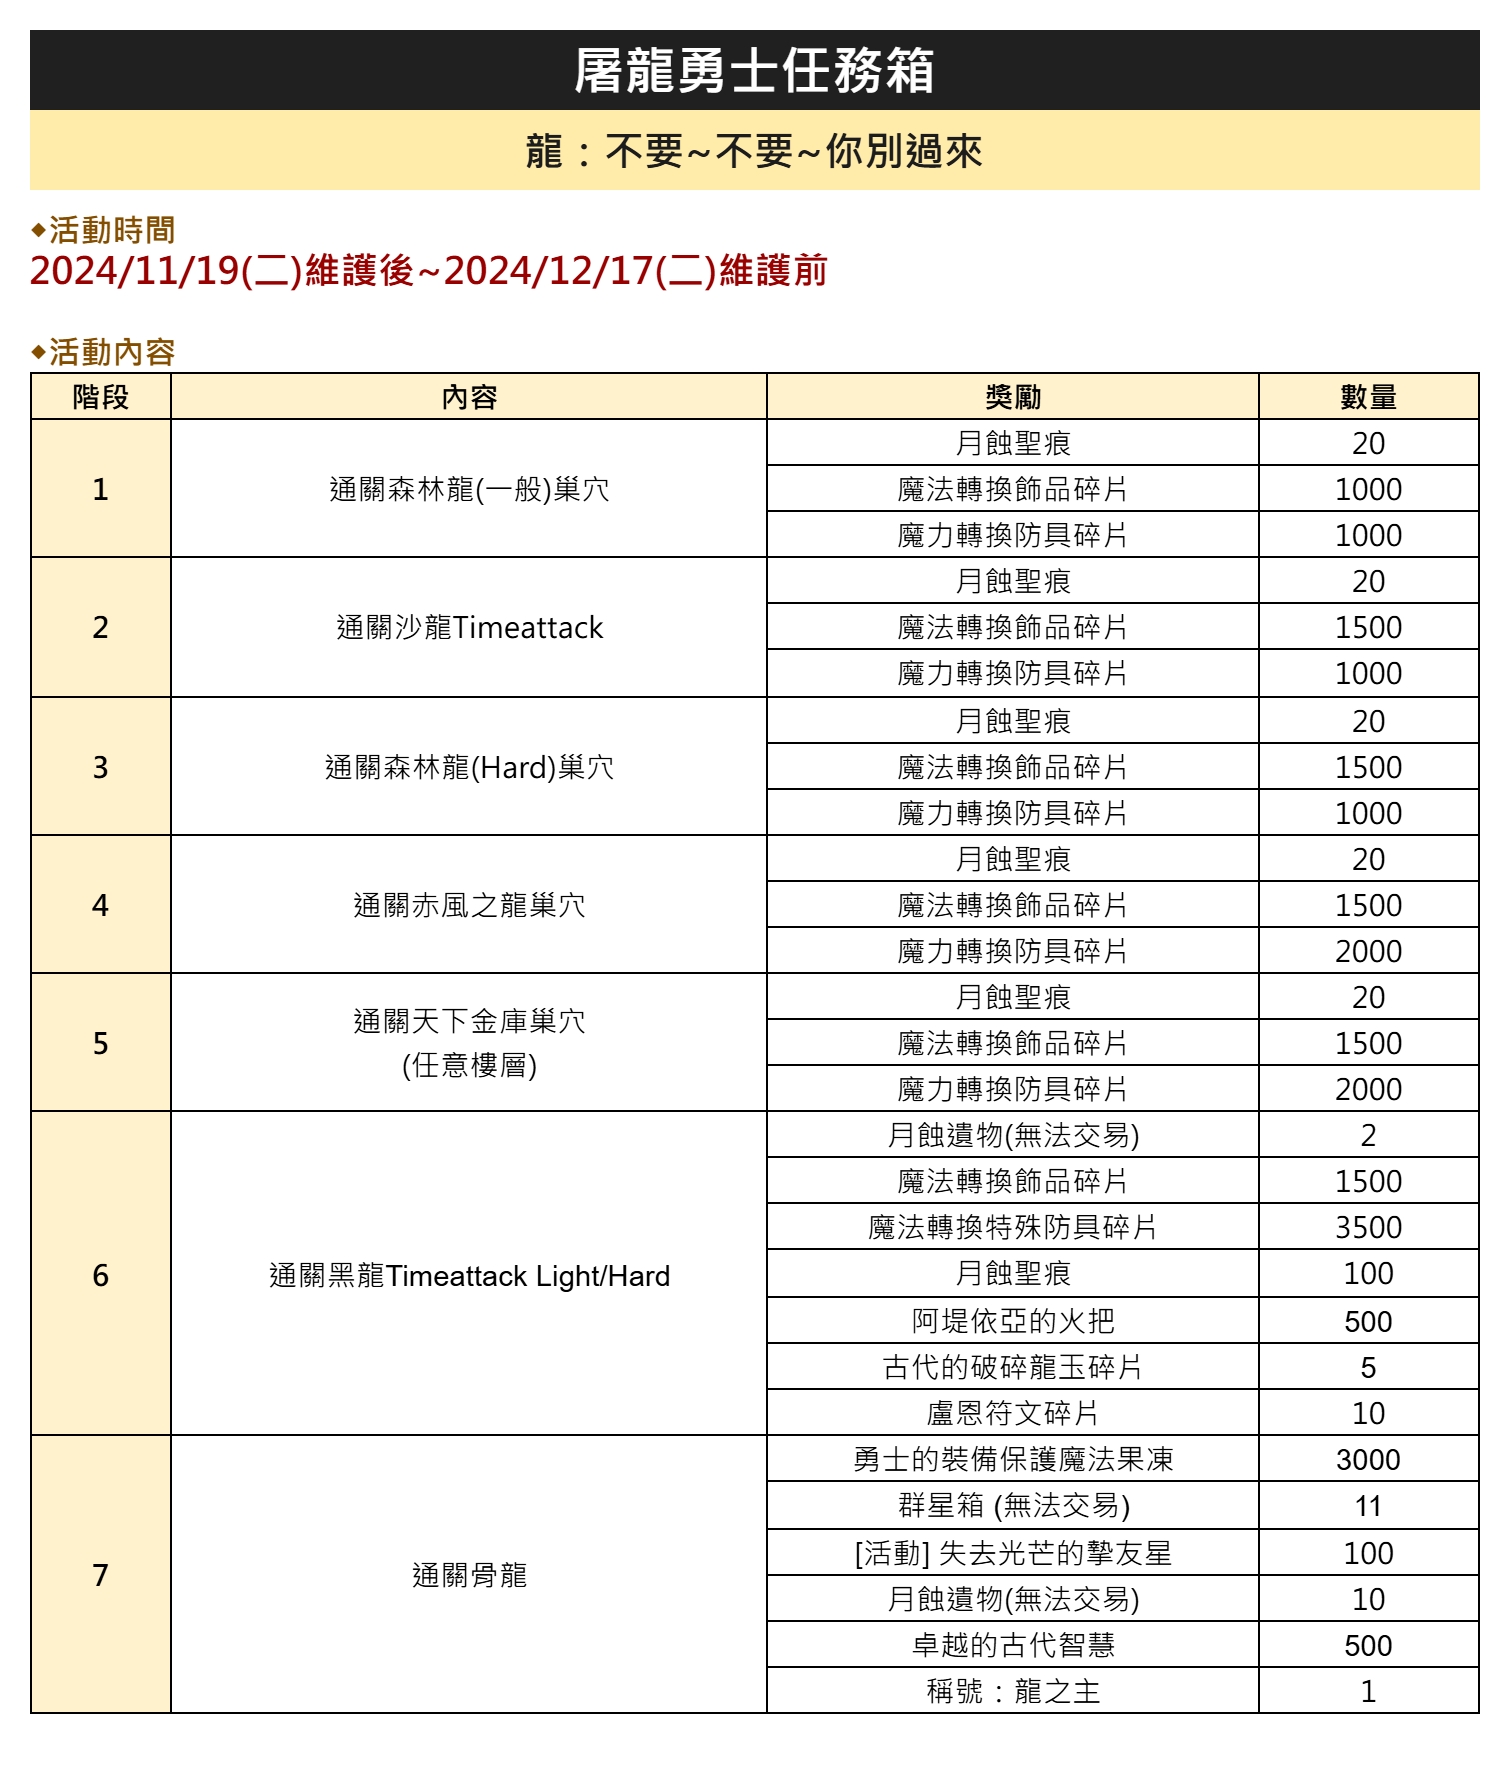 屠龍勇士任務箱
龍：不要~不要~你別過來
◆活動時間
2024/11/19(二)維護後~2024/12/17(二)維護前
◆活動內容
階段 內容 獎勵 數量
1 通關森林龍(一般)巢穴 月蝕聖痕 20
魔法轉換飾品碎片 1000
魔力轉換防具碎片 1000
2 通關沙龍Timeattack 月蝕聖痕 20
魔法轉換飾品碎片 1500
魔力轉換防具碎片 1000
3 通關森林龍(Hard)巢穴 月蝕聖痕 20
魔法轉換飾品碎片 1500
魔力轉換防具碎片 1000
4 通關赤風之龍巢穴 月蝕聖痕 20
魔法轉換飾品碎片 1500
魔力轉換防具碎片 2000
5 通關天下金庫巢穴
(任意樓層)
月蝕聖痕 20
魔法轉換飾品碎片 1500
魔力轉換防具碎片 2000
6 通關黑龍Timeattack Light/Hard 月蝕遺物(無法交易) 2
魔法轉換飾品碎片 1500
魔法轉換特殊防具碎片 3500
月蝕聖痕 100
阿堤依亞的火把 500
古代的破碎龍玉碎片 5
盧恩符文碎片 10
7 通關骨龍 勇士的裝備保護魔法果凍 3000
群星箱 (無法交易) 11
[活動] 失去光芒的摯友星 100
月蝕遺物(無法交易) 10
卓越的古代智慧 500
稱號：龍之主 1